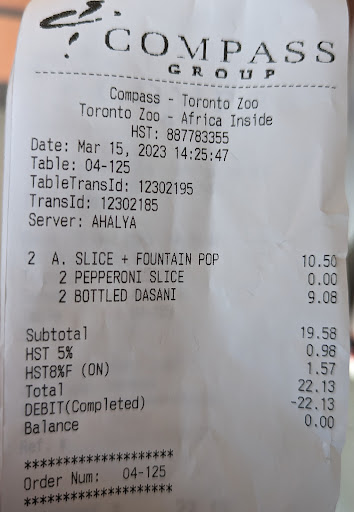 COMPASS
GROUP
Compass - Toronto Zoo
Toronto Zoo - Africa Inside
HST: 887783355
Date: Mar 15, 2023 14:25:47
Table: 04-125
TableTransId: 12302195
TransId: 12302185
Server: AHALYA
2 A. SLICE + FOUNTAIN POP 10.50
2 PEPPERONI SLICE 0.00
2 BOTTLED DASANI 9.08
Subtotal 19.58
HST 5% 0.98
HST8%F (ON) 1.57
Total 22.13
DEBIT(Completed) -22.13
Balance 0.00
Ref. #
********************
Order Num: 04-125
********************